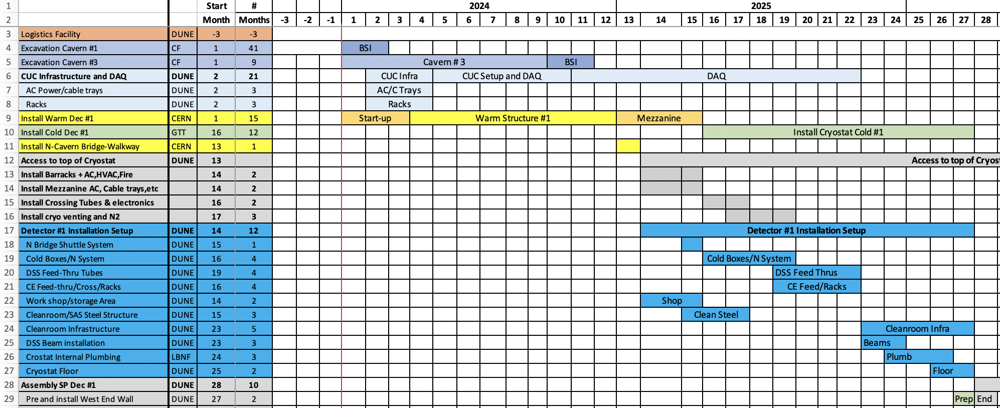 1 Start # 2024 2025
2 Month Months -3 -2 -1 1 2 3 4 5 6 7 8 9 10 11 12 13 14 15 16 17 18 19 20 21 22 23 24 25 26 27 28
3 Logistics Facility DUNE -3 -3
4 Excavation Cavern #1 CF 1 41 BSI
5 Excavation Cavern #3 CF 1 9 Cavern # 3 BSI
6 CUC Infrastructure and DAQ DUNE 2 21 CUC Infra CUC Setup and DAQ DAQ
7 AC Power/cable trays DUNE 2 3 AC/C Trays
8 Racks DUNE 2 3 Racks
9 Install Warm Dec #1 CERN 1 15 Start-up Warm Structure #1 Mezzanine
10 Install Cold Dec #1 GTT 16 12 Install Cryostat Cold #1
11 Install N-Cavern Bridge-Walkway CERN 13 1
12 Access to top of Cryostat DUNE 13 Access to top of Cryost
13 Install Barracks + AC,HVAC,Fire 14 2
14 Install Mezzanine AC, Cable trays,etc 14 2
15 Install Crossing Tubes & electronics 16 2
16 Install cryo venting and N2 17 3
17 Detector #1 Installation Setup DUNE 14 12 Detector #1 Installation Setup
18 N Bridge Shuttle System DUNE 15 1
19 Cold Boxes/N System DUNE 16 4 Cold Boxes/N System
20 DSS Feed-Thru Tubes DUNE 19 4 DSS Feed Thrus
21 CE Feed-thru/Cross/Racks DUNE 16 4 CE Feed/Racks
22 Work shop/storage Area DUNE 14 2 Shop
23 Cleanroom/SAS Steel Structure DUNE 15 3 Clean Steel
24 Cleanroom Infrastructure DUNE 23 5 Cleanroom Infra
25 DSS Beam installation DUNE 23 3 Beams
26 Crostat Internal Plumbing LBNF 24 3 Plumb
27 Cryostat Floor DUNE 25 2 Floor
28 Assembly SP Dec #1 DUNE 28 10
29 Pre and install West End Wall DUNE 27 2 Prep End